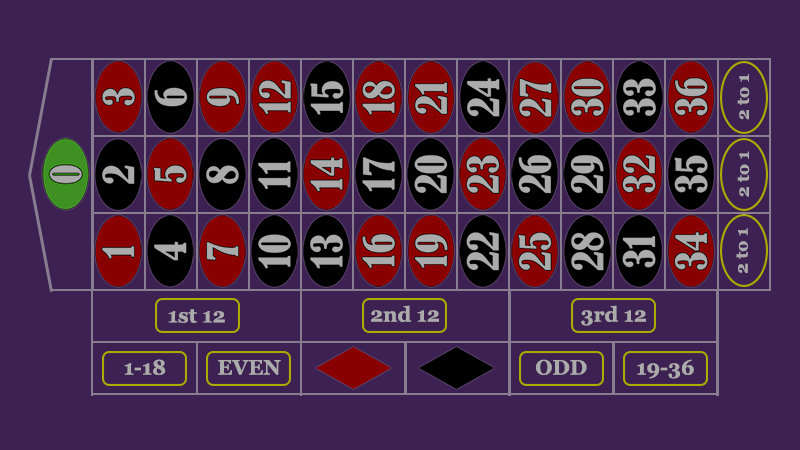 3 6 9 12 15 18 21 24 27 30 33 36 2 to 1
0 2 5 8 11 14 17 20 23 26 29 32 35 2 to 1
1 4 7 10 13 16 19 22 25 28 31 34 2 to 1
1st 12 2nd 12 3rd 12
1-18 EVEN ODD 19-36